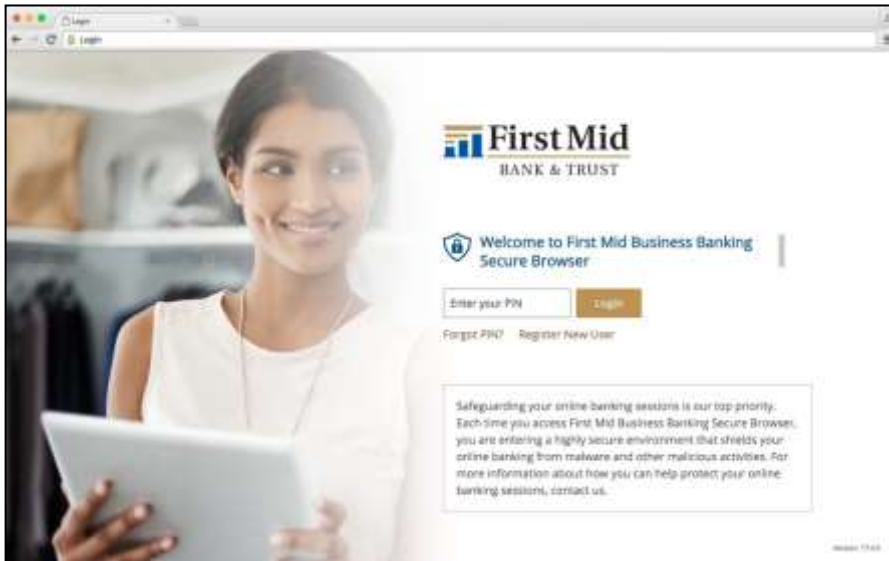 Login
Login
First Mid
BANK & TRUST
Welcome to First Mid Business Banking
Secure Browser
Enter your PIN
Login
Forgot PIN?
Register New User
Safeguarding your online banking sessions is our top priority.
Each time you access First Mid Business Banking Secure Browser,
you are entering a highly secure environment that shields your
online banking from malware and other malicious activities. For
more information about how you can help protect your online
banking sessions, contact us.
Version